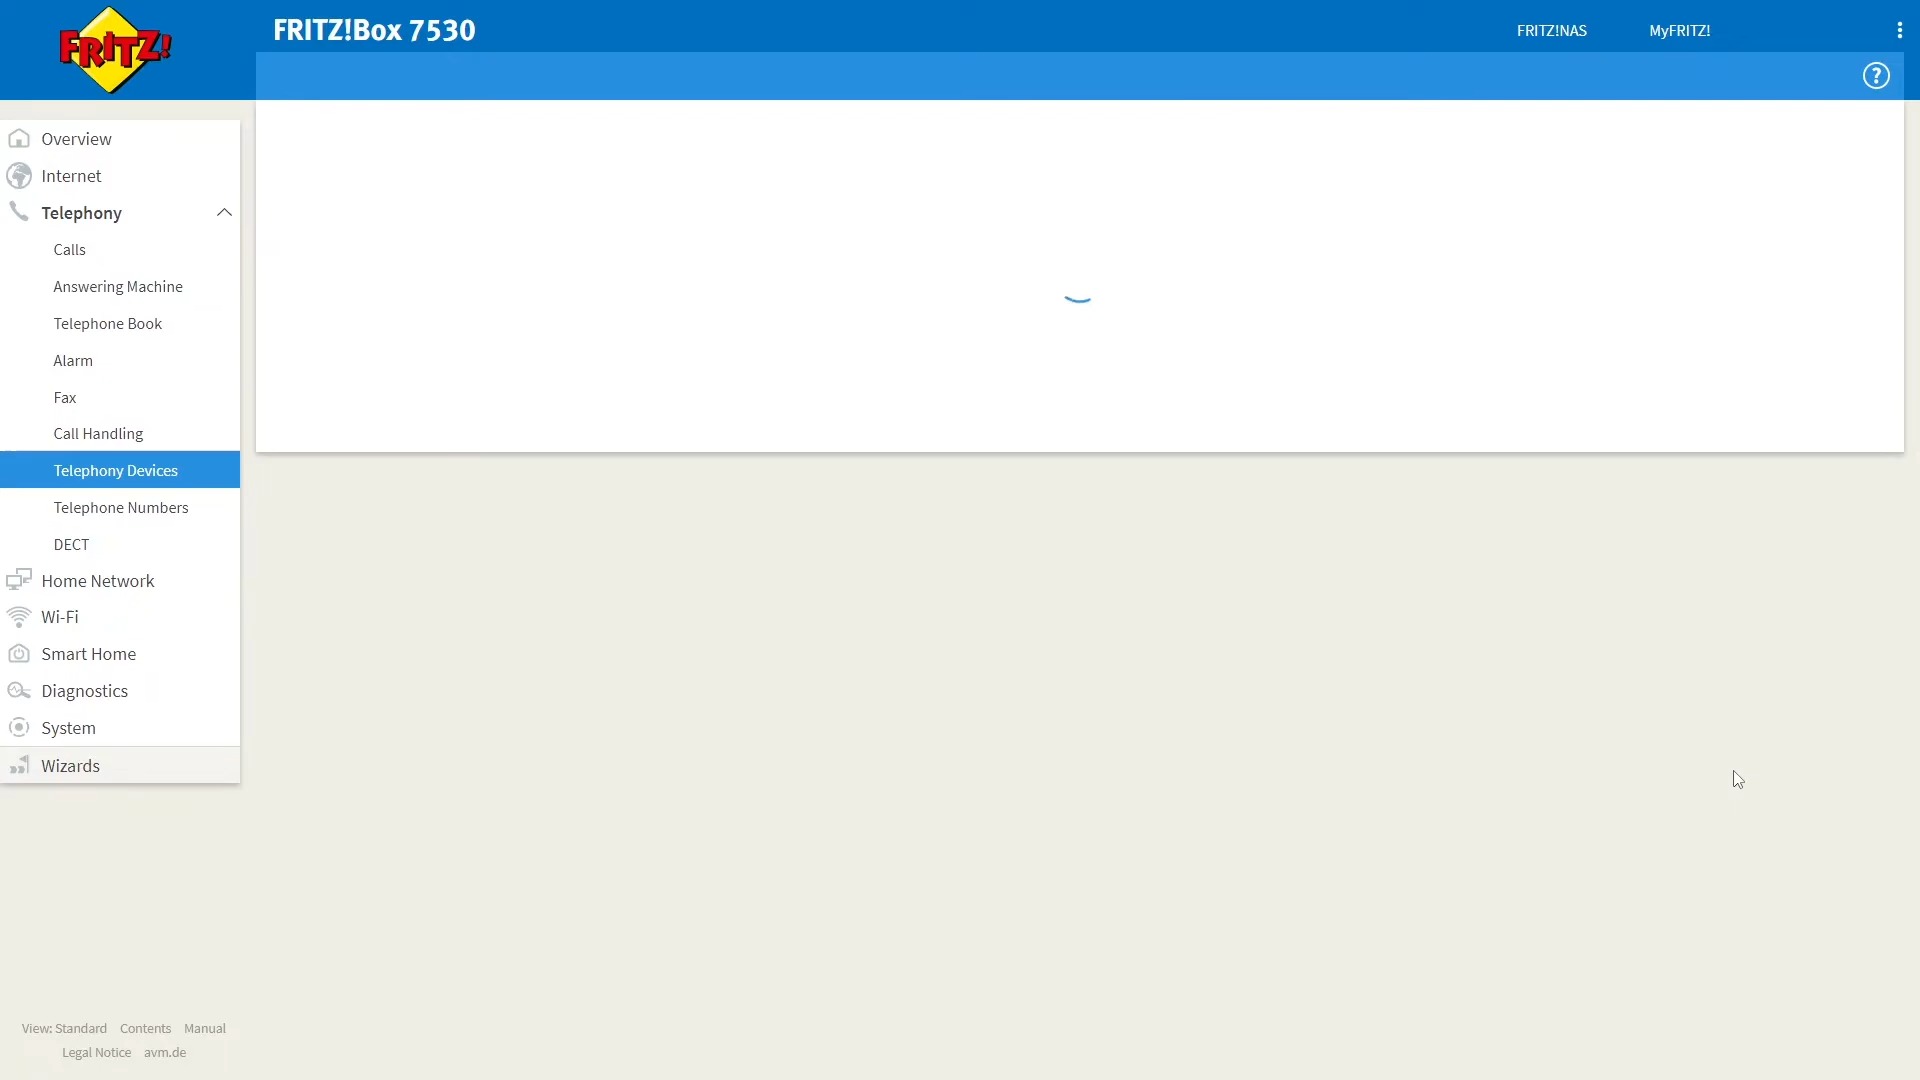 FRITZ!
FRITZ!Box 7530
FRITZ!NAS
MyFRITZ!
?
Overview
Internet
Telephony
Calls
Answering Machine
Telephone Book
Alarm
Fax
Call Handling
Telephony Devices
Telephone Numbers
DECT
Home Network
Wi-Fi
Smart Home
Diagnostics
System
Wizards
View: Standard Contents Manual
Legal Notice avm.de